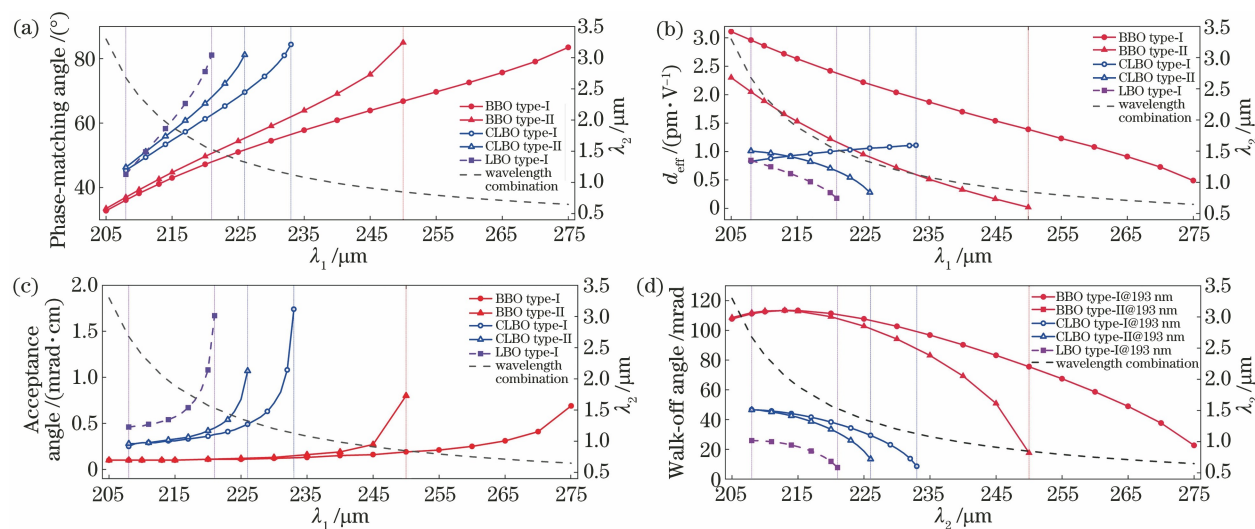 (a)
Phase-matching angle /(°)
80
60
40
205 215 225 235 245 255 265 275
λ1 /μm
3.5
3.0
2.5
2.0
1.5
1.0
0.5
λ2 /μm
BBO type-I
BBO type-II
CLBO type-I
CLBO type-II
LBO type-I
wavelength
combination
(b)
deff /(pm · V−1)
3.0
2.5
2.0
1.5
1.0
0.5
0
205 215 225 235 245 255 265 275
λ1 /μm
3.5
3.0
2.5
2.0
1.5
1.0
0.5
λ2 /μm
BBO type-I
BBO type-II
CLBO type-I
CLBO type-II
LBO type-I
wavelength
combination
(c)
Acceptance
angle /(mrad · cm)
2.0
1.5
1.0
0.5
0
205 215 225 235 245 255 265 275
λ1 /μm
3.5
3.0
2.5
2.0
1.5
1.0
0.5
λ2 /μm
BBO type-I
BBO type-II
CLBO type-I
CLBO type-II
LBO type-I
wavelength
combination
(d)
Walk-off angle /mrad
120
100
80
60
40
20
0
205 215 225 235 245 255 265 275
λ2 /μm
3.5
3.0
2.5
2.0
1.5
1.0
0.5
λ2 /μm
BBO type-I@193 nm
BBO type-II@193 nm
CLBO type-I@193 nm
CLBO type-II@193 nm
LBO type-I@193 nm
wavelength
combination